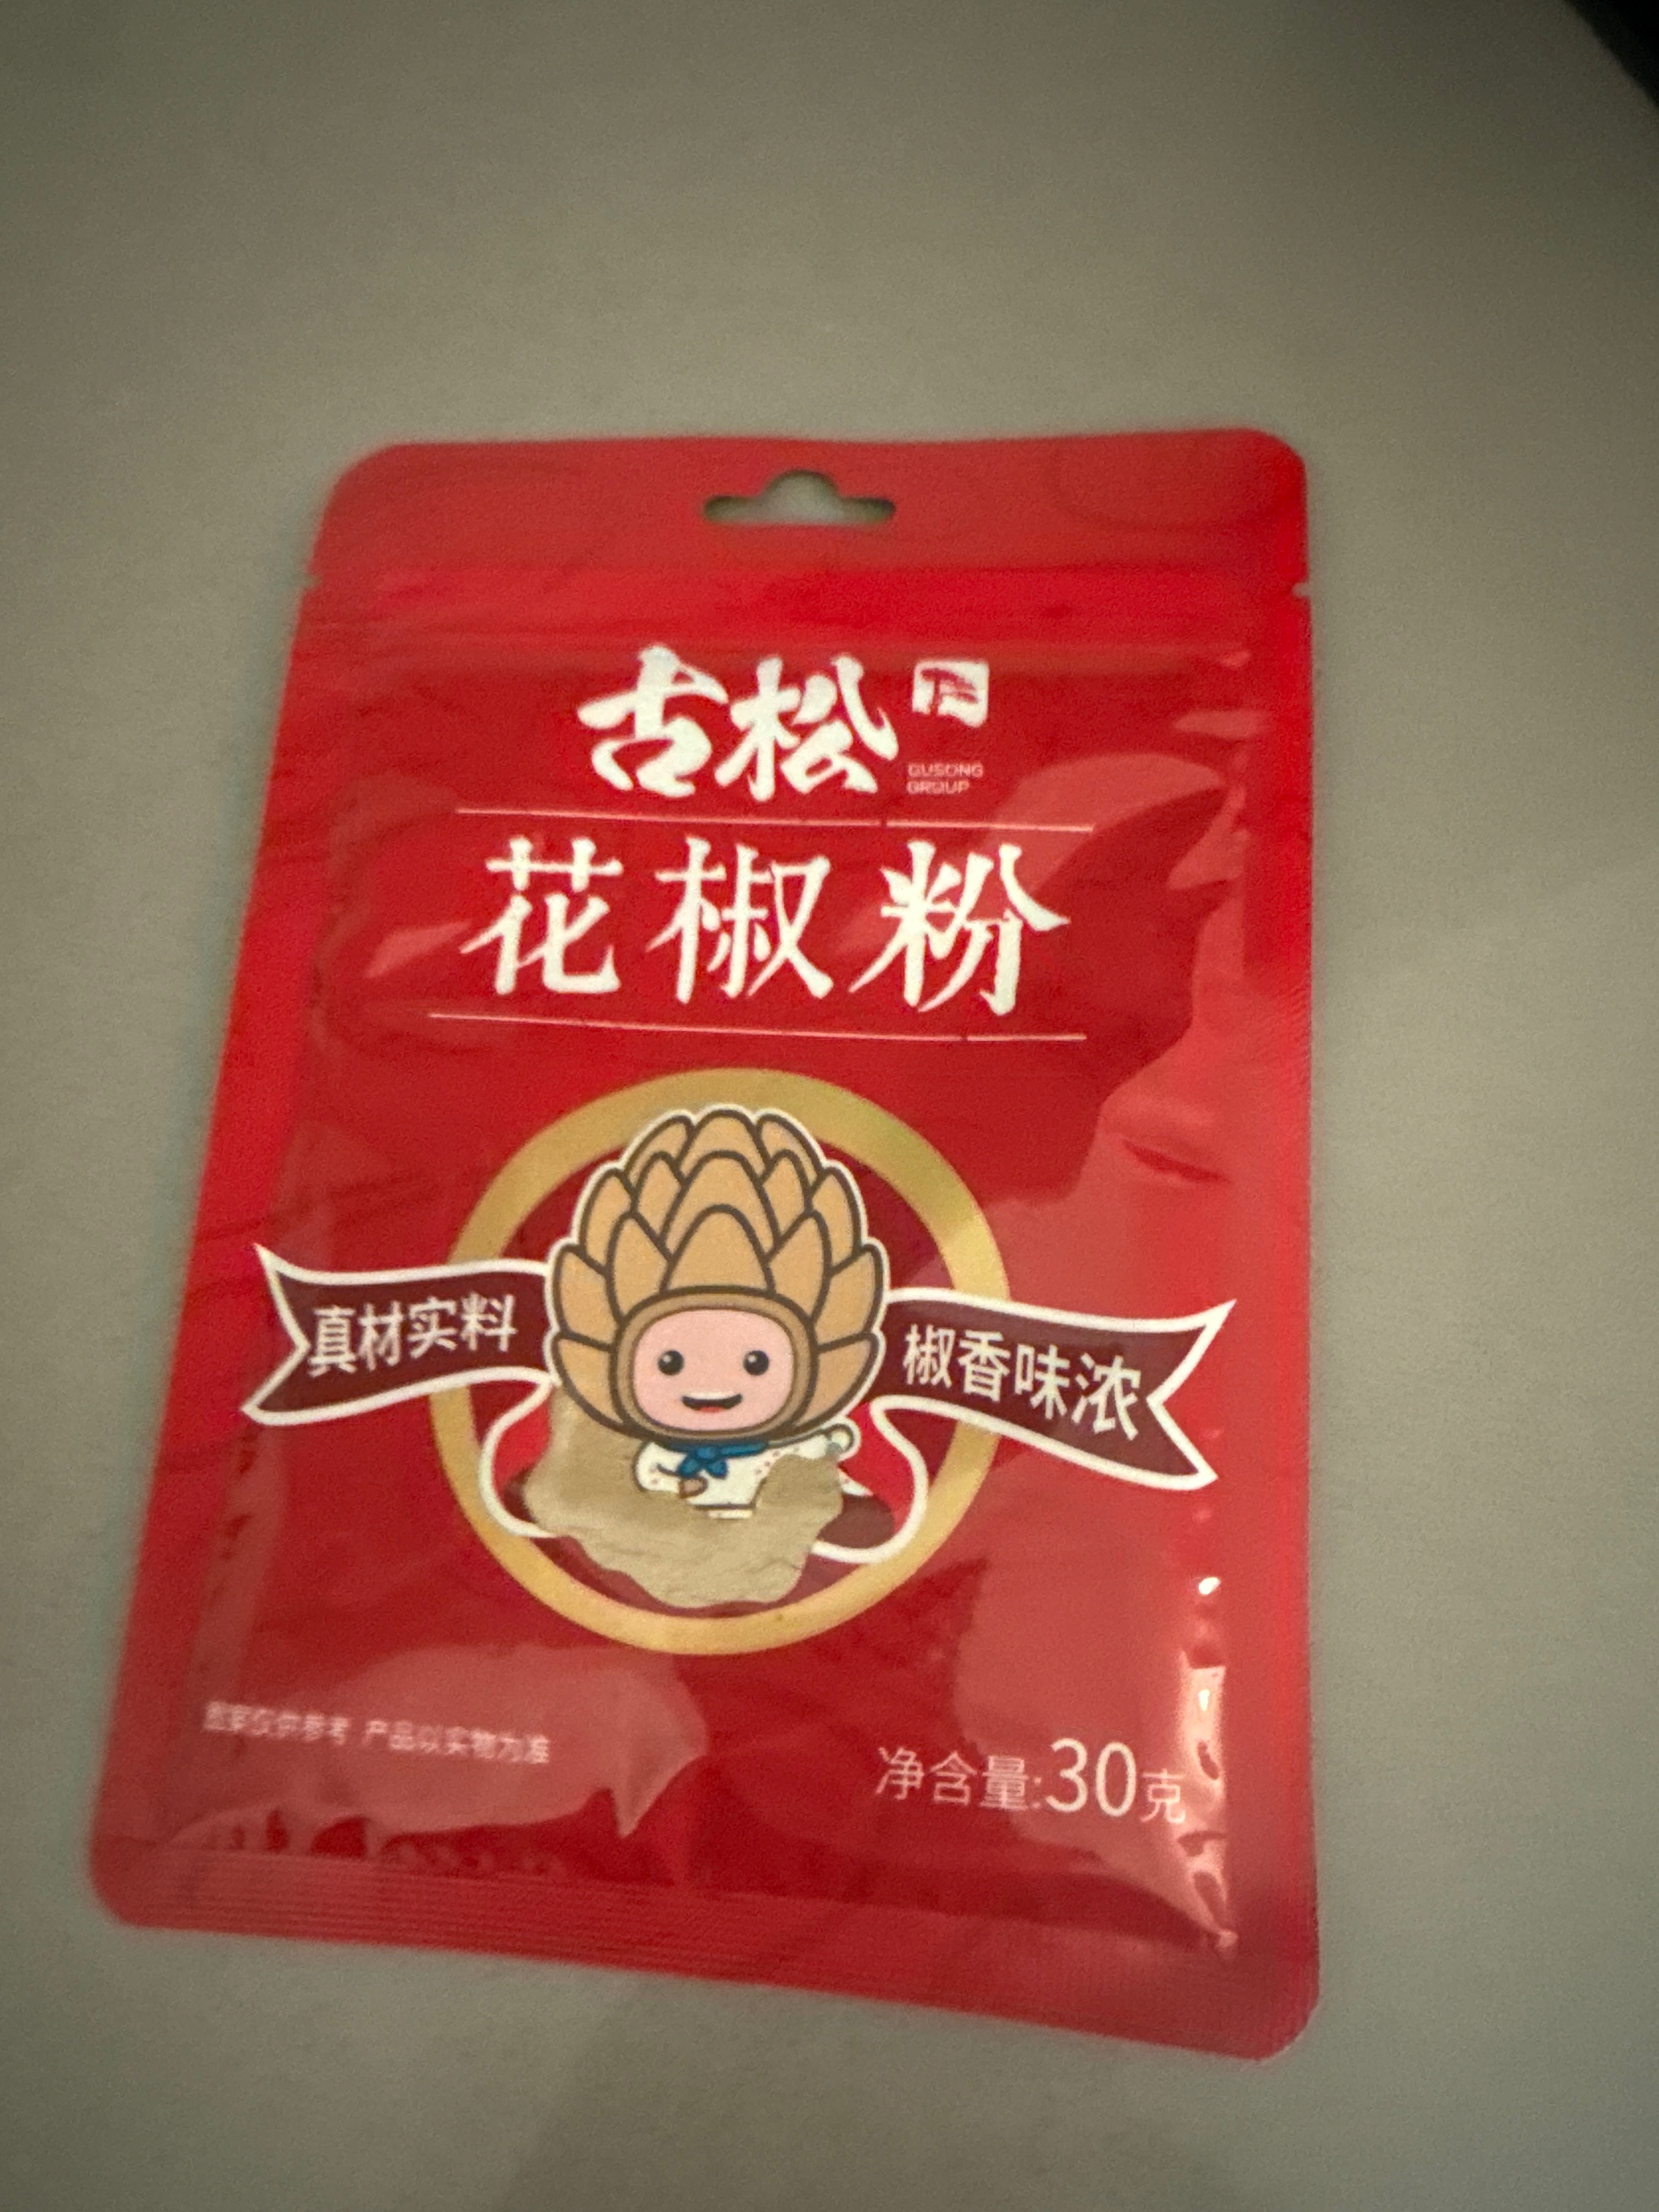 古松
GUSONG
GROUP
花椒粉
真材实料
椒香味浓
图案仅供参考 产品以实物为准
净含量:30克